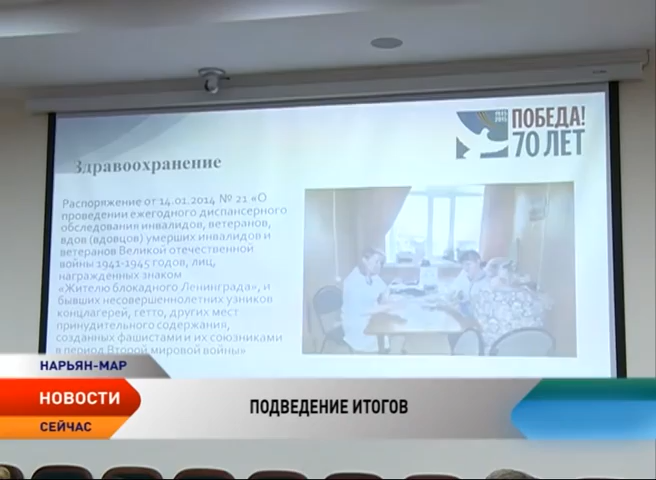 1945
2015
ПОБЕДА!
70 ЛЕТ
Здравоохранение
Распоряжение от 14.01.2014 № 21 «О
проведении ежегодного диспансерного
обследования инвалидов, ветеранов,
вдов (вдовцов) умерших инвалидов и
ветеранов Великой отечественной
войны 1941-1945 годов, лиц,
награжденных знаком
«Жителю блокадного Ленинграда», и
бывших несовершеннолетних узников
концлагерей, гетто, других мест
принудительного содержания,
созданных фашистами и их союзниками
в период Второй мировой войны»
НАРЬЯН-МАР
НОВОСТИ
СЕЙЧАС
ПОДВЕДЕНИЕ ИТОГОВ